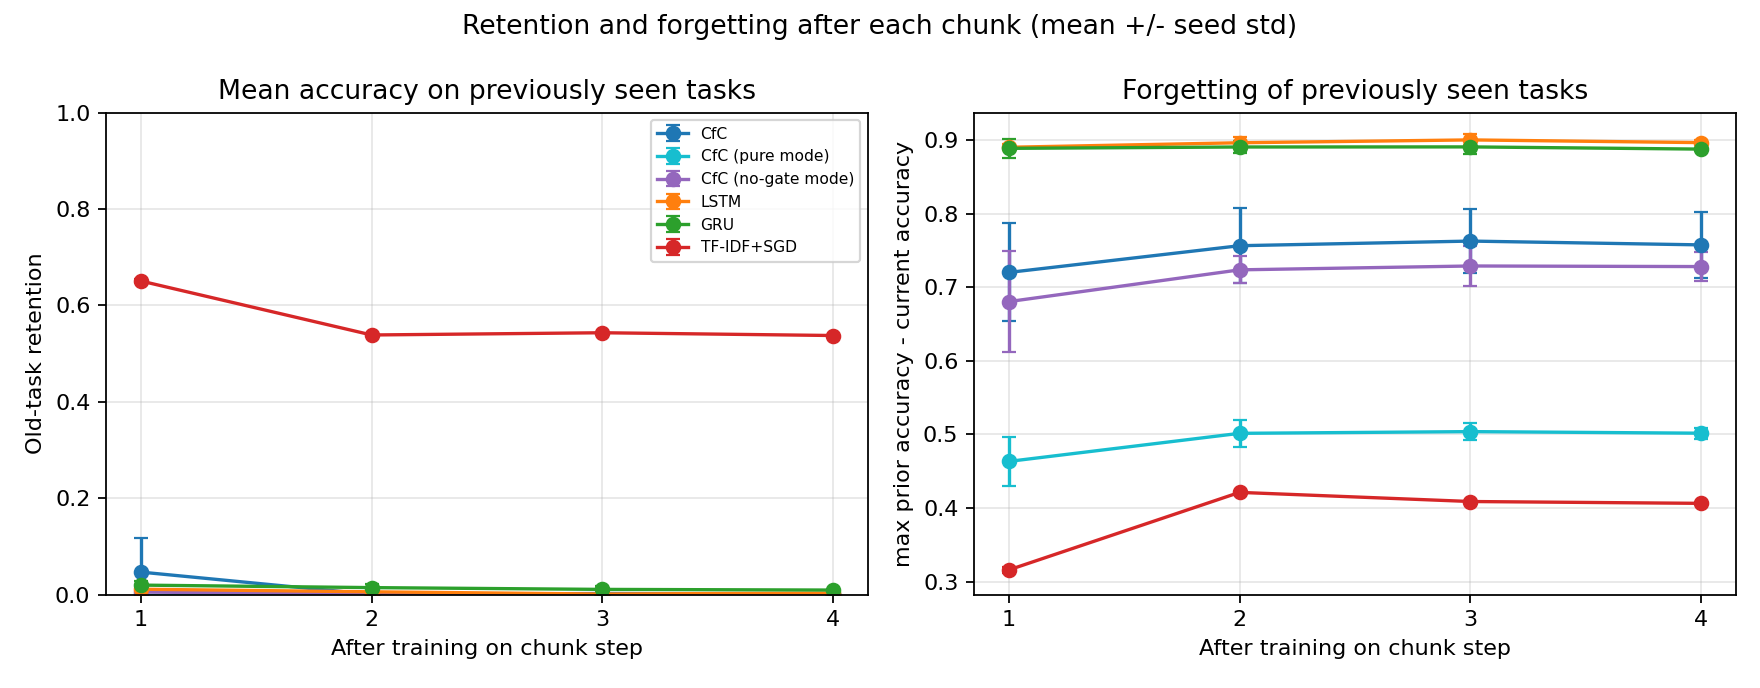 Retention and forgetting after each chunk (mean +/- seed std)
Mean accuracy on previously seen tasks
Old-task retention
1.0
0.8
0.6
0.4
0.2
0.0
CfC
CfC (pure mode)
CfC (no-gate mode)
LSTM
GRU
TF-IDF+SGD
1 2 3 4
After training on chunk step
Forgetting of previously seen tasks
max prior accuracy - current accuracy
0.9
0.8
0.7
0.6
0.5
0.4
0.3
1 2 3 4
After training on chunk step